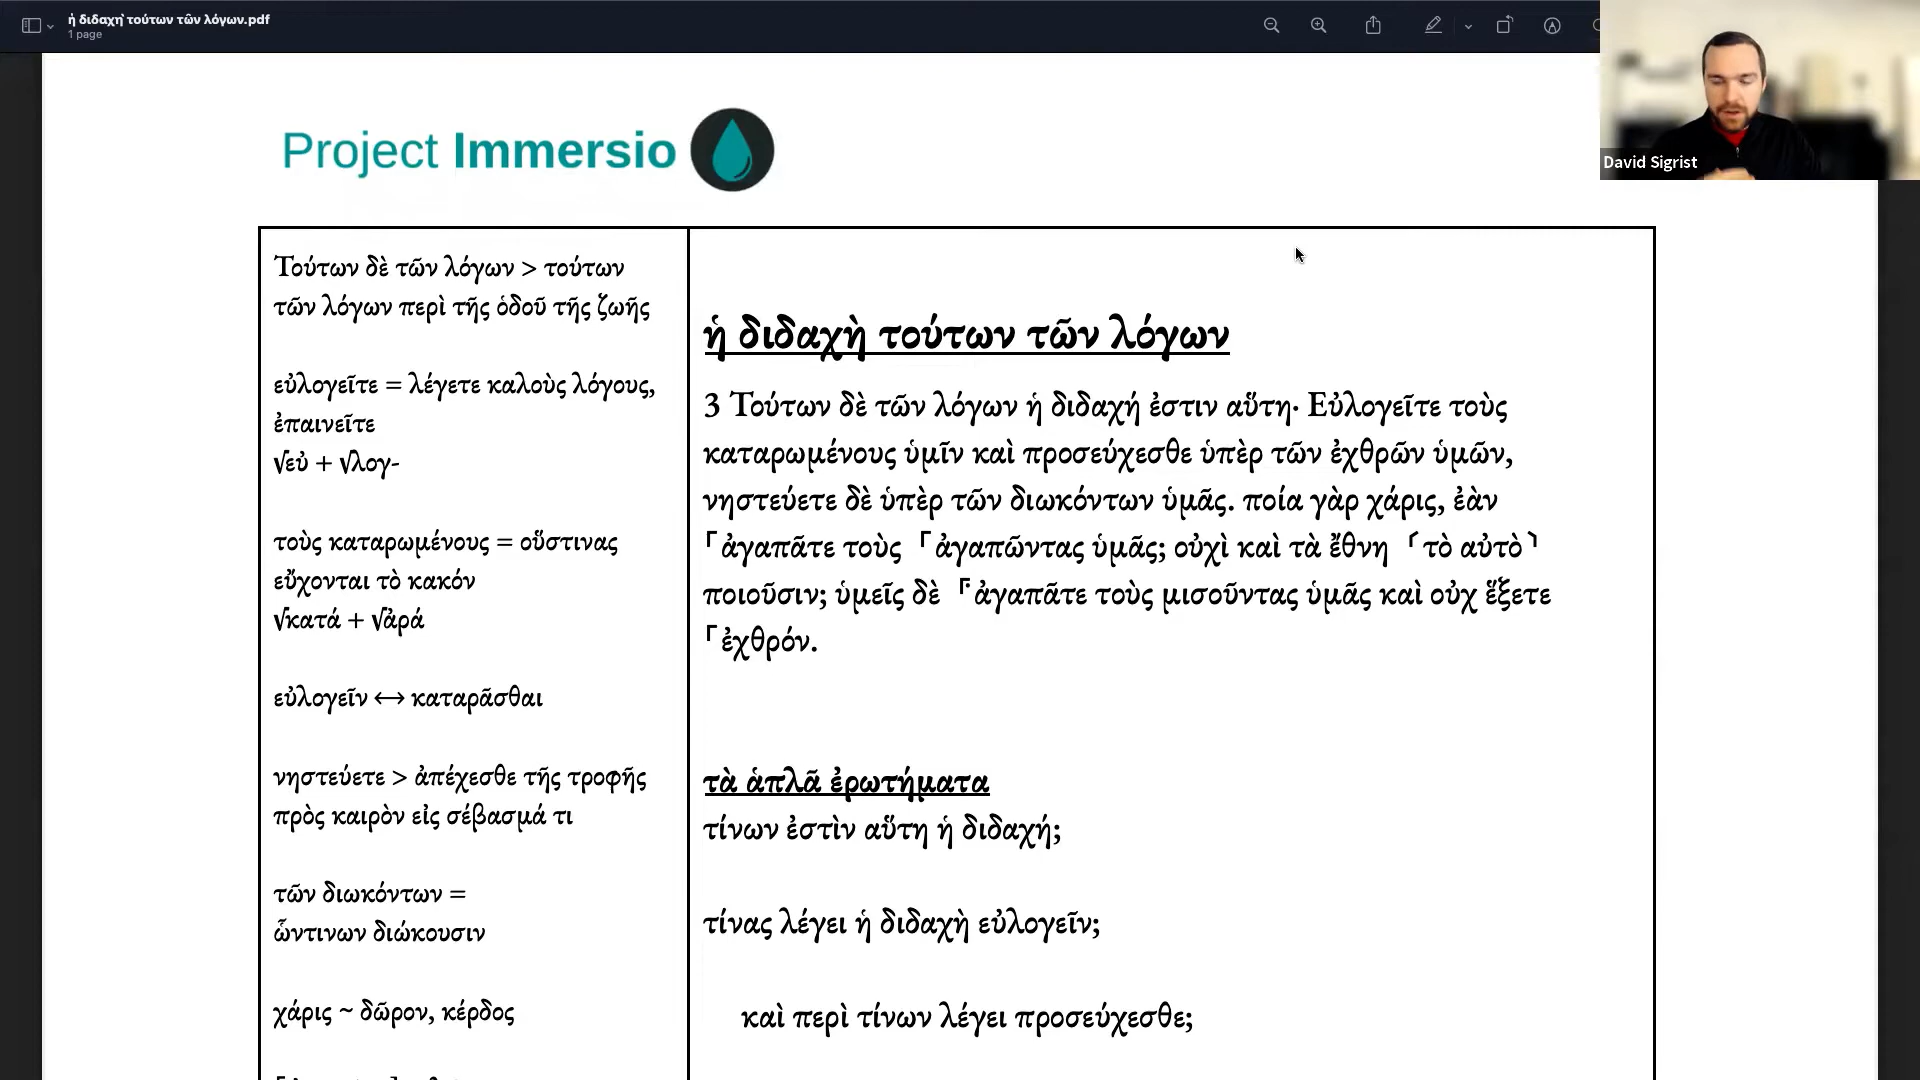 ἡ διδαχὴ τούτων τῶν λόγων.pdf
1 page
David Sigrist
Project Immersio
Τούτων δὲ τῶν λόγων > τούτων
τῶν λόγων περὶ τῆς ὁδοῦ τῆς ζωῆς
εὐλογεῖτε = λέγετε καλοὺς λόγους,
ἐπαινεῖτε
√εὐ + √λογ-
τοὺς καταρωμένους = οὕστινας
εὔχονται τὸ κακόν
√κατά + √ἀρά
εὐλογεῖν ↔ καταρᾶσθαι
νηστεύετε > ἀπέχεσθε τῆς τροφῆς
πρὸς καιρὸν εἰς σέβασμά τι
τῶν διωκόντων =
ὧντινων διώκουσιν
χάρις ~ δῶρον, κέρδος
ἡ διδαχὴ τούτων τῶν λόγων
3 Τούτων δὲ τῶν λόγων ἡ διδαχή ἐστιν αὕτη· Εὐλογεῖτε τοὺς
καταρωμένους ὑμῖν καὶ προσεύχεσθε ὑπὲρ τῶν ἐχθρῶν ὑμῶν,
νηστεύετε δὲ ὑπὲρ τῶν διωκόντων ὑμᾶς. ποία γὰρ χάρις, ἐὰν
⸀ἀγαπᾶτε τοὺς ⸀ἀγαπῶντας ὑμᾶς; οὐχὶ καὶ τὰ ἔθνη ⸂τὸ αὐτὸ⸃
ποιοῦσιν; ὑμεῖς δὲ ⸁ἀγαπᾶτε τοὺς μισοῦντας ὑμᾶς καὶ οὐχ ἕξετε
⸀ἐχθρόν.
τὰ ἁπλᾶ ἐρωτήματα
τίνων ἐστὶν αὕτη ἡ διδαχή;
τίνας λέγει ἡ διδαχὴ εὐλογεῖν;
καὶ περὶ τίνων λέγει προσεύχεσθε;